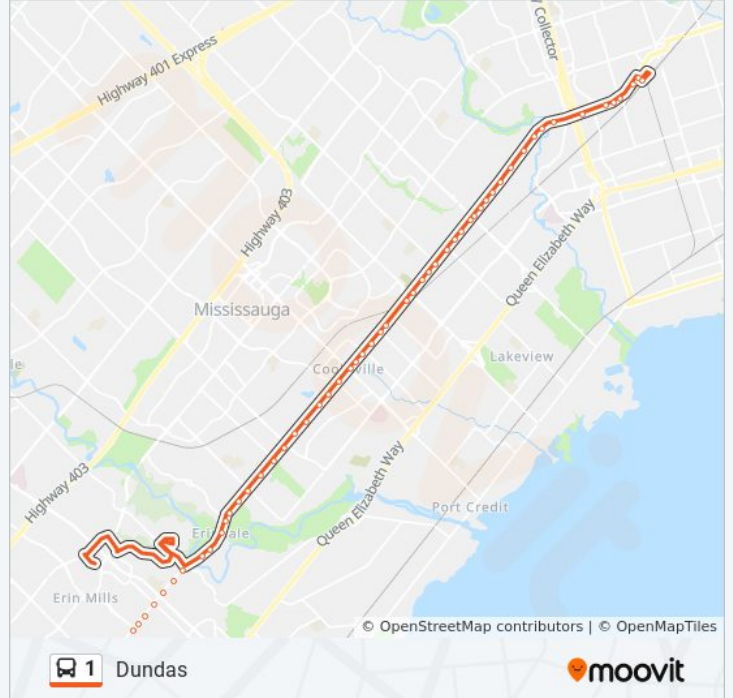 y Collector
Highway 401 Express
Highway 403
Queen Elizabeth Way
Mississauga
le
Cooksville
Lakeview
Highway 403
Queen Elizabeth Way
Port Credit
Erindale
Erin Mills
© OpenStreetMap contributors | © OpenMapTiles
1 Dundas
moovit